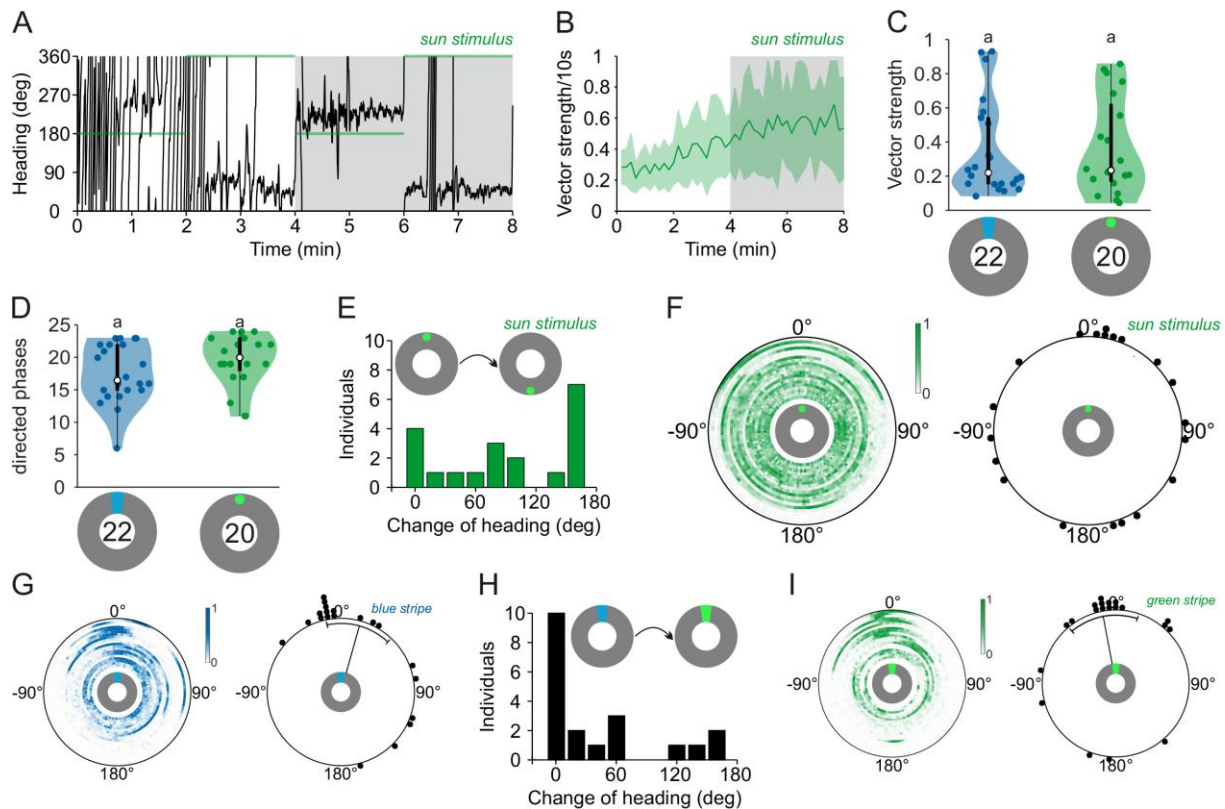 A
sun stimulus
Heading (deg)
360
270
180
90
0
0 1 2 3 4 5 6 7 8
Time (min)
B
sun stimulus
Vector strength/10s
1
0.8
0.6
0.4
0.2
0
0 2 4 6 8
Time (min)
C
a a
Vector strength
1
0.8
0.6
0.4
0.2
0
22 20
D
a a
directed phases
25
20
15
10
5
0
22 20
E
sun stimulus
Individuals
10
8
6
4
2
0
0 60 120 180
Change of heading (deg)
F
sun stimulus
0°
1
0
-90° 90°
180°
0°
-90° 90°
180°
G
blue stripe
0°
1
0
-90° 90°
180°
0°
-90° 90°
180°
H
Individuals
10
8
6
4
2
0
0 60 120 180
Change of heading (deg)
I
green stripe
0°
1
0
-90° 90°
180°
0°
-90° 90°
180°